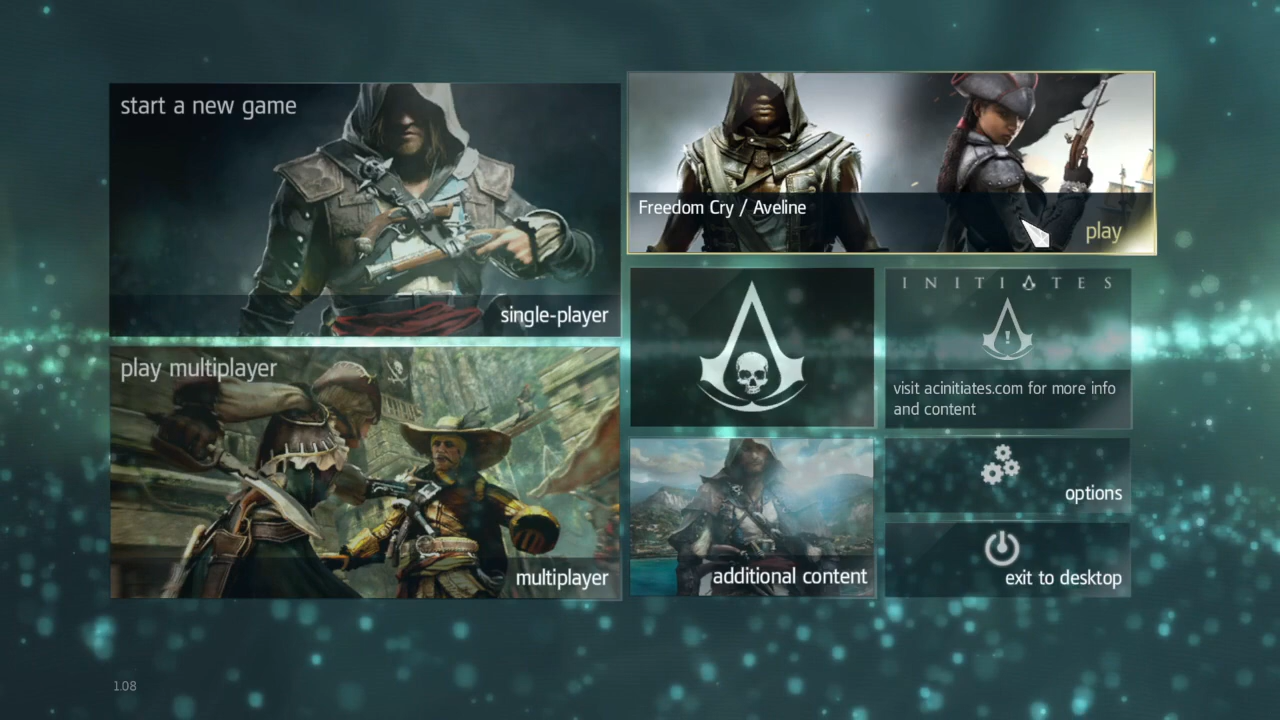 start a new game
single-player
play multiplayer
multiplayer
Freedom Cry / Aveline
play
INITIATES
visit acinitiates.com for more info
and content
additional content
options
exit to desktop
1.08